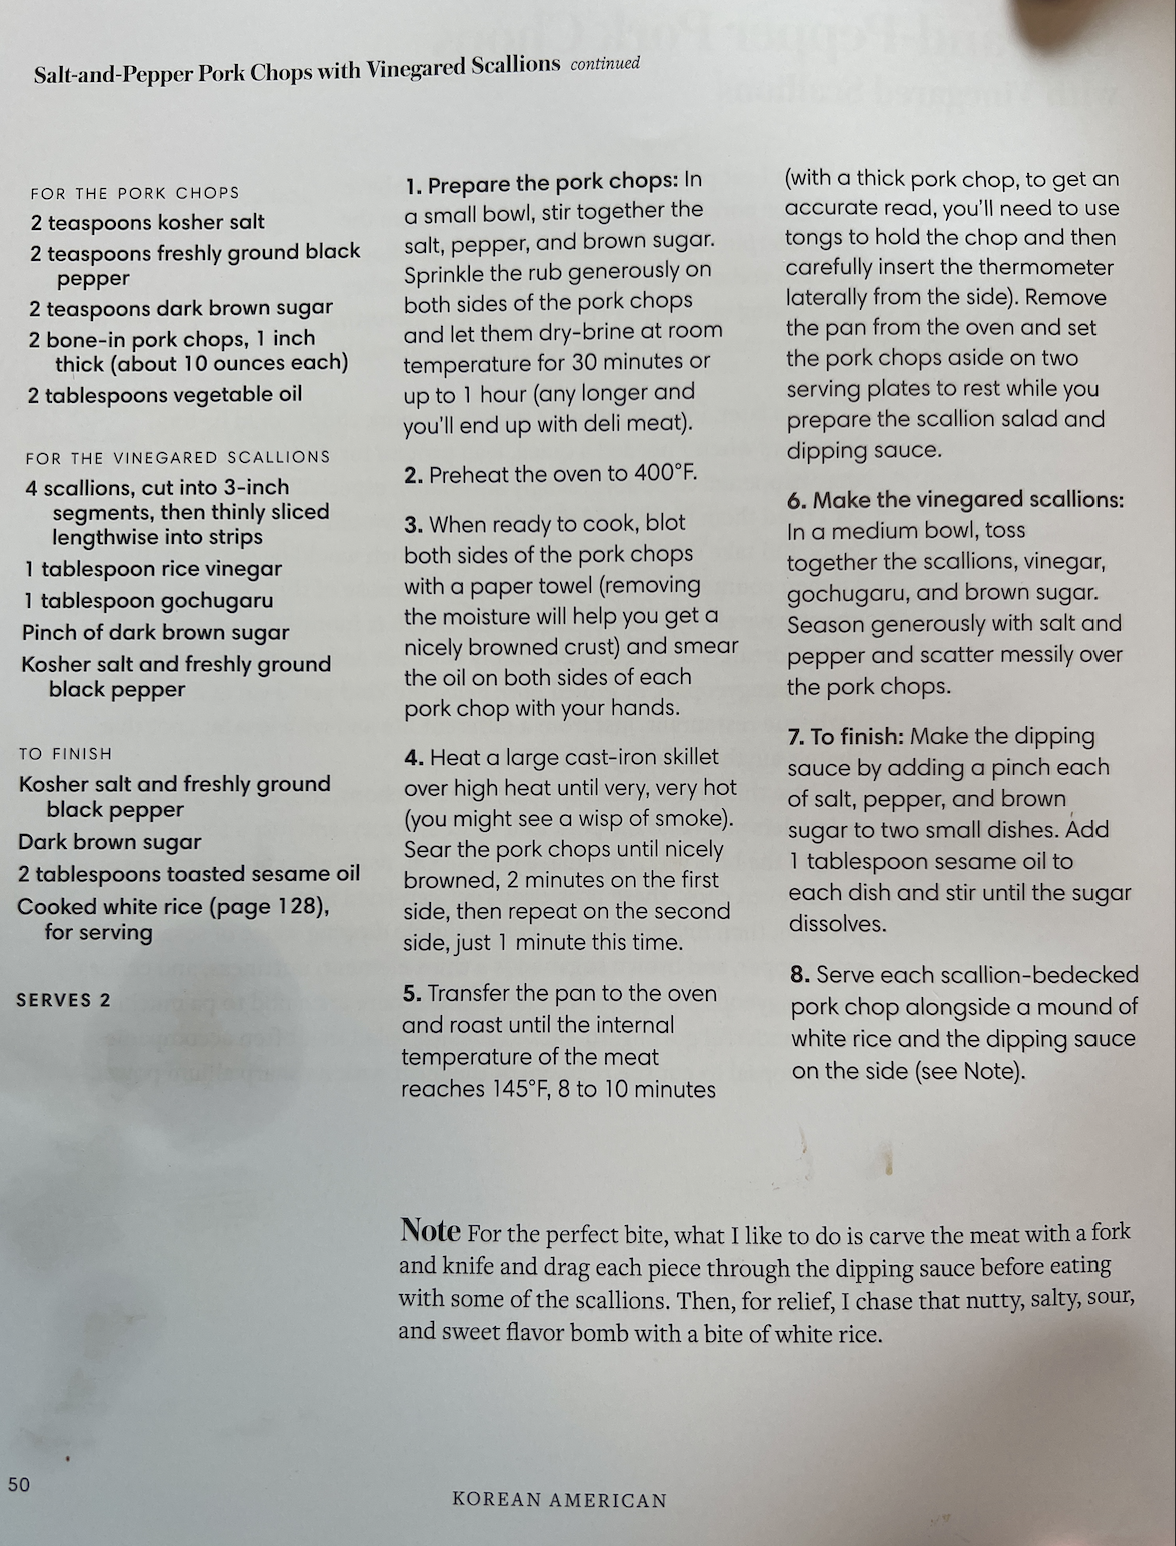 Salt-and-Pepper Pork Chops with Vinegared Scallions continued
FOR THE PORK CHOPS
2 teaspoons kosher salt
2 teaspoons freshly ground black
pepper
2 teaspoons dark brown sugar
2 bone-in pork chops, 1 inch
thick (about 10 ounces each)
2 tablespoons vegetable oil
FOR THE VINEGARED SCALLIONS
4 scallions, cut into 3-inch
segments, then thinly sliced
lengthwise into strips
1 tablespoon rice vinegar
1 tablespoon gochugaru
Pinch of dark brown sugar
Kosher salt and freshly ground
black pepper
TO FINISH
Kosher salt and freshly ground
black pepper
Dark brown sugar
2 tablespoons toasted sesame oil
Cooked white rice (page 128),
for serving
SERVES 2
1. Prepare the pork chops: In
a small bowl, stir together the
salt, pepper, and brown sugar.
Sprinkle the rub generously on
both sides of the pork chops
and let them dry-brine at room
temperature for 30 minutes or
up to 1 hour (any longer and
you'll end up with deli meat).
2. Preheat the oven to 400°F.
3. When ready to cook, blot
both sides of the pork chops
with a paper towel (removing
the moisture will help you get a
nicely browned crust) and smear
the oil on both sides of each
pork chop with your hands.
4. Heat a large cast-iron skillet
over high heat until very, very hot
(you might see a wisp of smoke).
Sear the pork chops until nicely
browned, 2 minutes on the first
side, then repeat on the second
side, just 1 minute this time.
5. Transfer the pan to the oven
and roast until the internal
temperature of the meat
reaches 145°F, 8 to 10 minutes
(with a thick pork chop, to get an
accurate read, you'll need to use
tongs to hold the chop and then
carefully insert the thermometer
laterally from the side). Remove
the pan from the oven and set
the pork chops aside on two
serving plates to rest while you
prepare the scallion salad and
dipping sauce.
6. Make the vinegared scallions:
In a medium bowl, toss
together the scallions, vinegar,
gochugaru, and brown sugar.
Season generously with salt and
pepper and scatter messily over
the pork chops.
7. To finish: Make the dipping
sauce by adding a pinch each
of salt, pepper, and brown
sugar to two small dishes. Add
1 tablespoon sesame oil to
each dish and stir until the sugar
dissolves.
8. Serve each scallion-bedecked
pork chop alongside a mound of
white rice and the dipping sauce
on the side (see Note).
Note For the perfect bite, what I like to do is carve the meat with a fork
and knife and drag each piece through the dipping sauce before eating
with some of the scallions. Then, for relief, I chase that nutty, salty, sour,
and sweet flavor bomb with a bite of white rice.
50
KOREAN AMERICAN